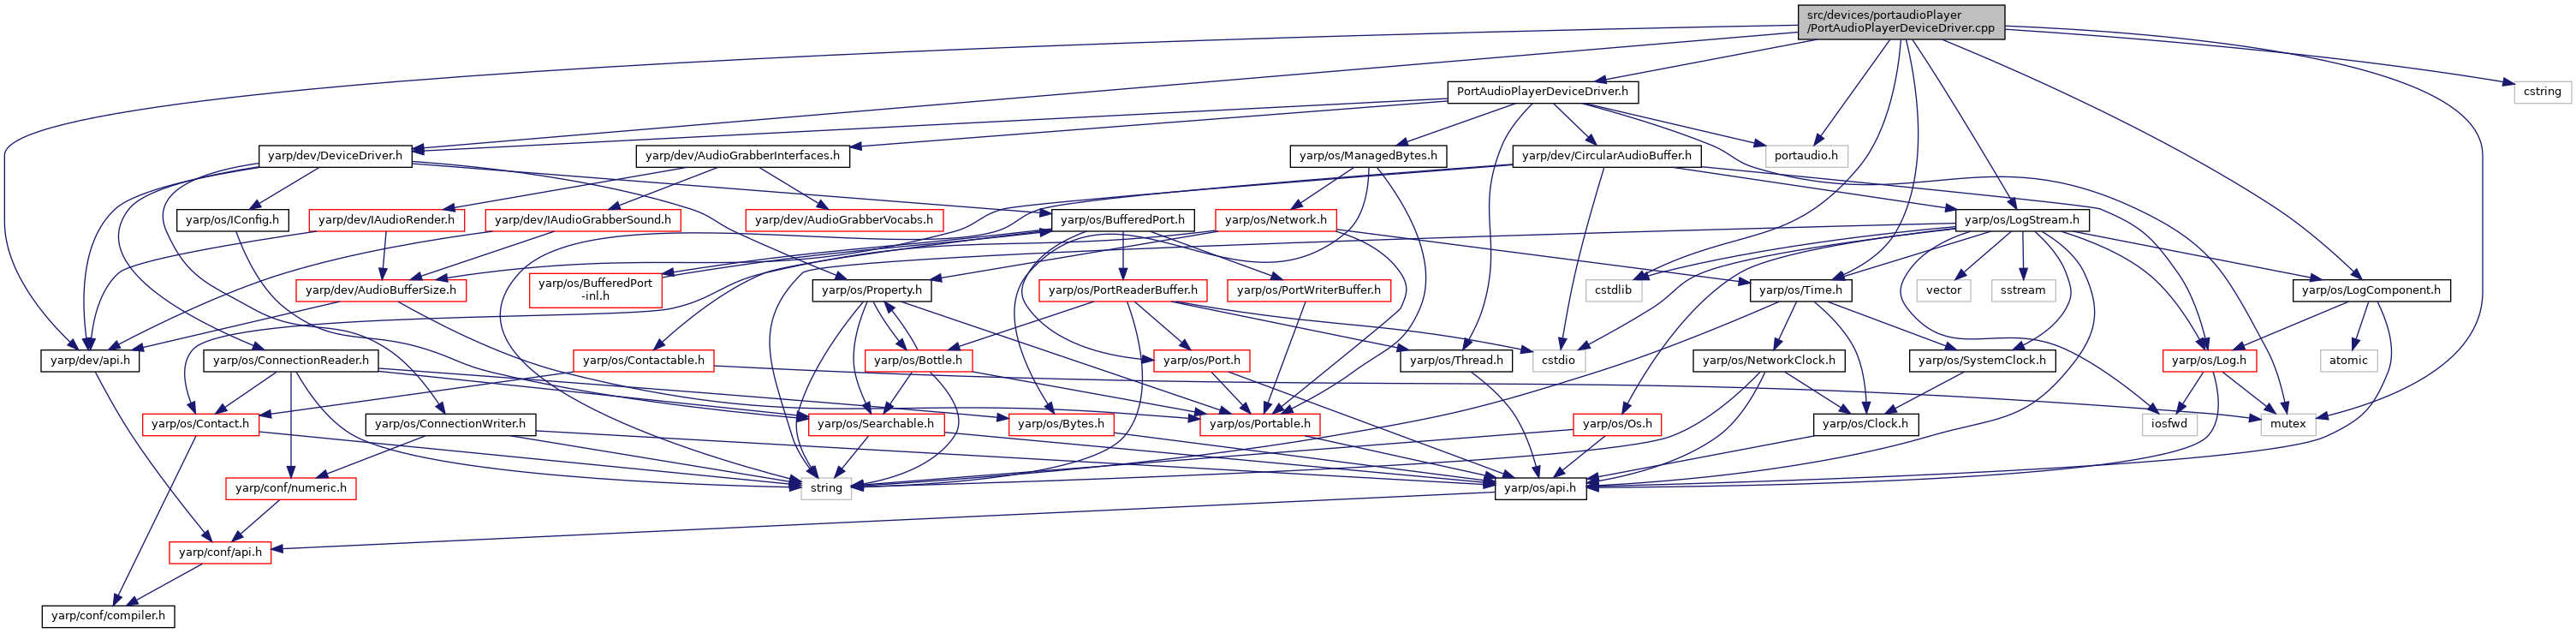 src/devices/portaudioPlayer
/PortAudioPlayerDeviceDriver.cpp
PortAudioPlayerDeviceDriver.h
cstring
yarp/dev/DeviceDriver.h
yarp/dev/AudioGrabberInterfaces.h
yarp/os/ManagedBytes.h
yarp/dev/CircularAudioBuffer.h
portaudio.h
yarp/os/IConfig.h
yarp/dev/IAudioRender.h
yarp/dev/IAudioGrabberSound.h
yarp/dev/AudioGrabberVocabs.h
yarp/os/BufferedPort.h
yarp/os/Network.h
yarp/os/LogStream.h
yarp/dev/AudioBufferSize.h
yarp/os/BufferedPort
-inl.h
yarp/os/Property.h
yarp/os/PortReaderBuffer.h
yarp/os/PortWriterBuffer.h
cstdlib
yarp/os/Time.h
vector
sstream
yarp/os/LogComponent.h
yarp/dev/api.h
yarp/os/ConnectionReader.h
yarp/os/Contactable.h
yarp/os/Bottle.h
yarp/os/Port.h
yarp/os/Thread.h
cstdio
yarp/os/NetworkClock.h
yarp/os/SystemClock.h
yarp/os/Log.h
atomic
yarp/os/Contact.h
yarp/os/ConnectionWriter.h
yarp/os/Searchable.h
yarp/os/Bytes.h
yarp/os/Portable.h
yarp/os/Os.h
yarp/os/Clock.h
iosfwd
mutex
yarp/conf/numeric.h
string
yarp/os/api.h
yarp/conf/api.h
yarp/conf/compiler.h